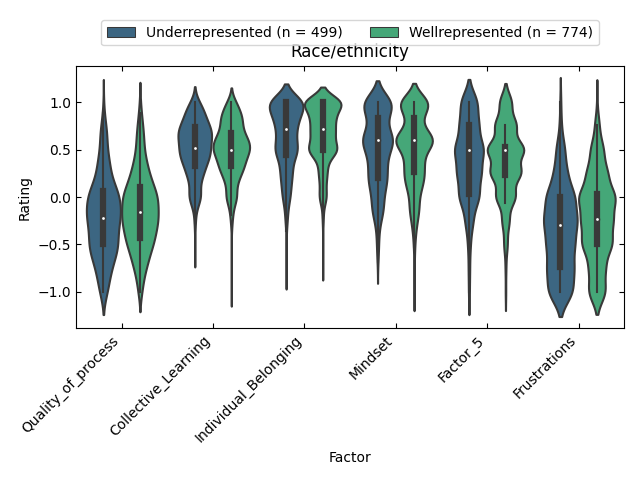 Underrepresented (n = 499) Wellrepresented (n = 774)
Race/ethnicity
1.0
0.5
0.0
−0.5
−1.0
Rating
Quality_of_process
Collective_Learning
Individual_Belonging
Mindset
Factor_5
Frustrations
Factor